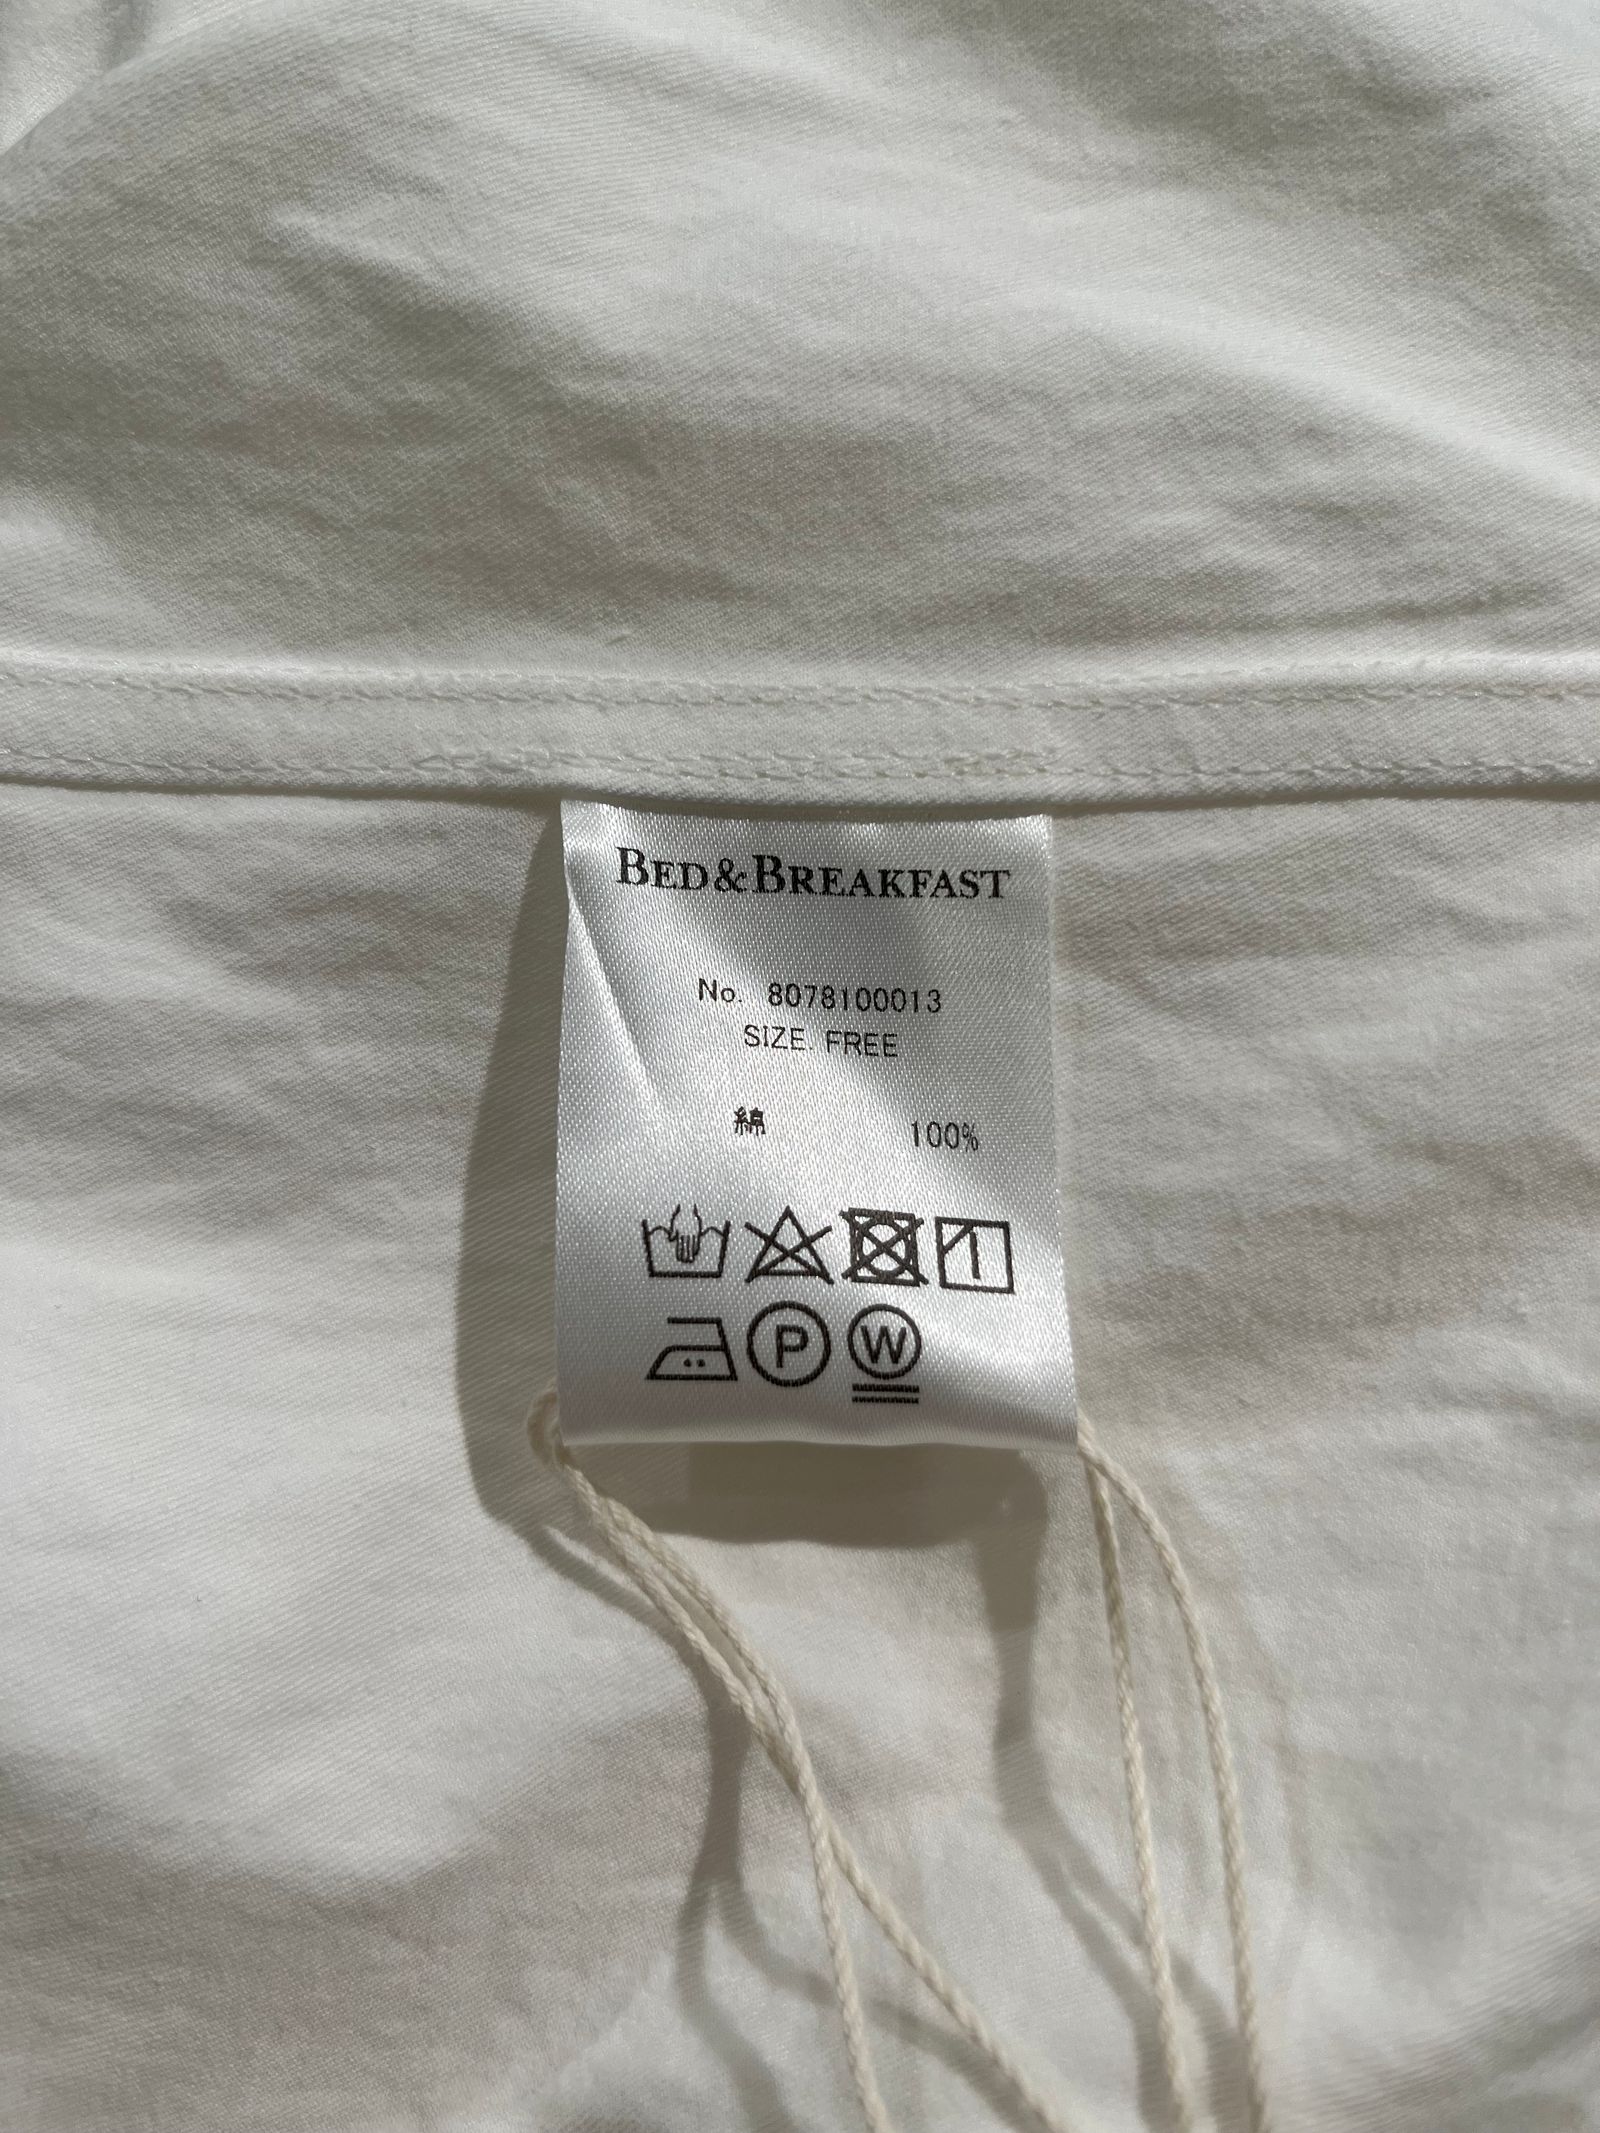 BED&BREAKFAST
No. 8078100013
SIZE. FREE
綿 100%
P W